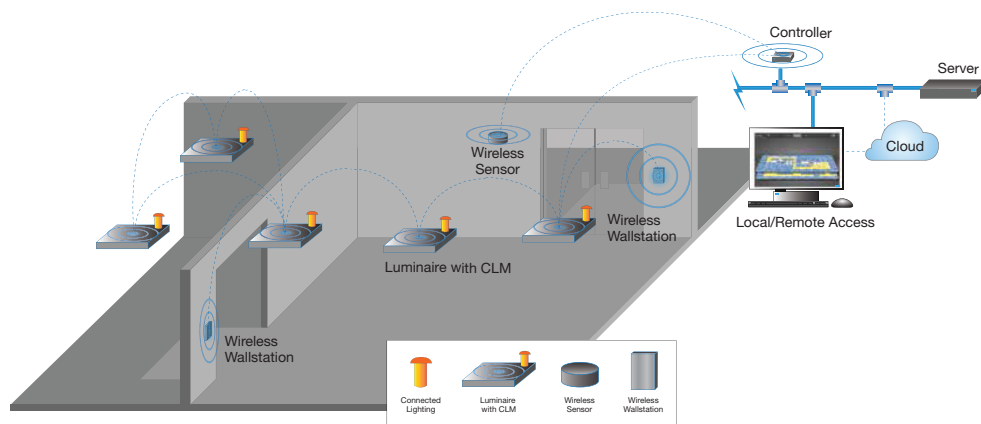 Controller
Server
Cloud
Local/Remote Access
Wireless
Sensor
Wireless
Wallstation
Luminaire with CLM
Wireless
Wallstation
Connected
Lighting
Luminaire
with CLM
Wireless
Sensor
Wireless
Wallstation